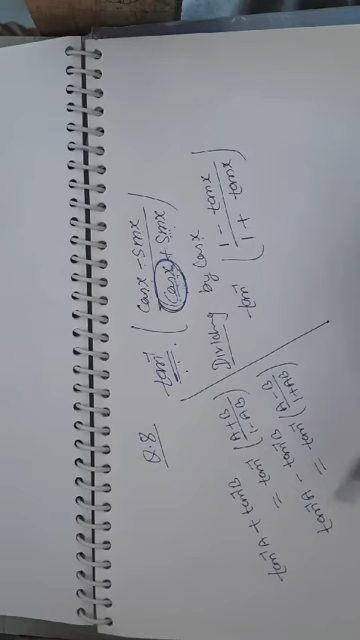 Q.8 tan⁻¹ (cosx - sinx / cosx + sinx)
Dividing by cosx
tan⁻¹ (1 - tanx / 1 + tanx)
tan⁻¹A + tan⁻¹B
= tan⁻¹ (A+B / 1-AB)
tan⁻¹A - tan⁻¹B
= tan⁻¹ (A-B / 1+AB)